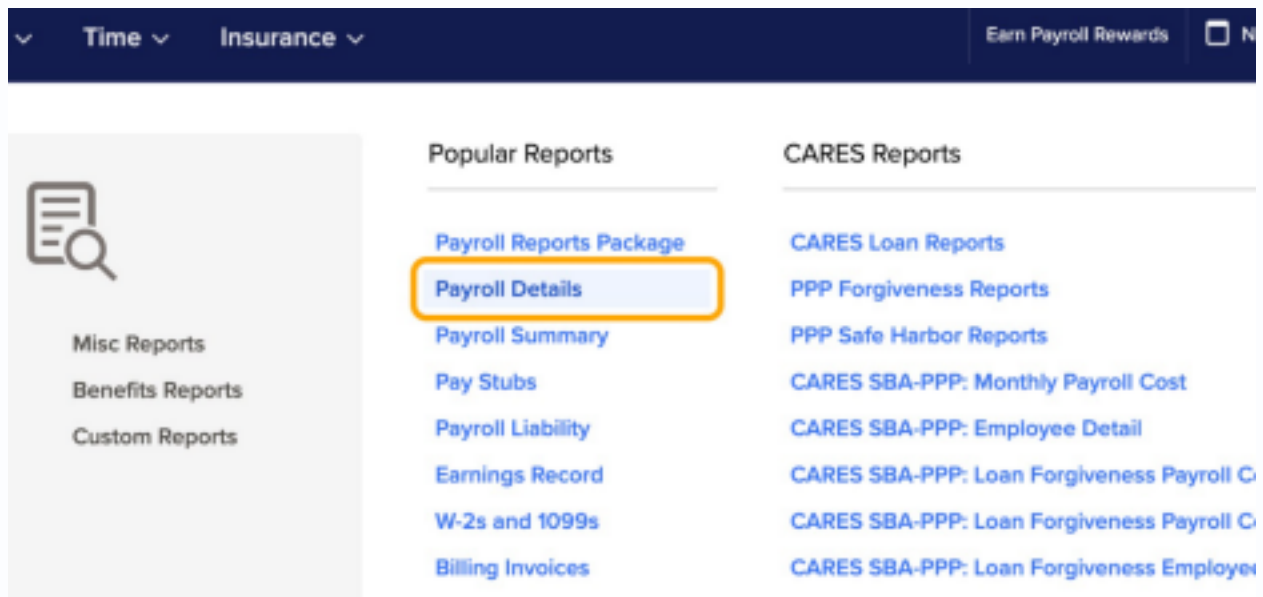 Time
Insurance
Earn Payroll Rewards
Misc Reports
Benefits Reports
Custom Reports
Popular Reports
Payroll Reports Package
Payroll Details
Payroll Summary
Pay Stubs
Payroll Liability
Earnings Record
W-2s and 1099s
Billing Invoices
CARES Reports
CARES Loan Reports
PPP Forgiveness Reports
PPP Safe Harbor Reports
CARES SBA-PPP: Monthly Payroll Cost
CARES SBA-PPP: Employee Detail
CARES SBA-PPP: Loan Forgiveness Payroll
CARES SBA-PPP: Loan Forgiveness Payroll
CARES SBA-PPP: Loan Forgiveness